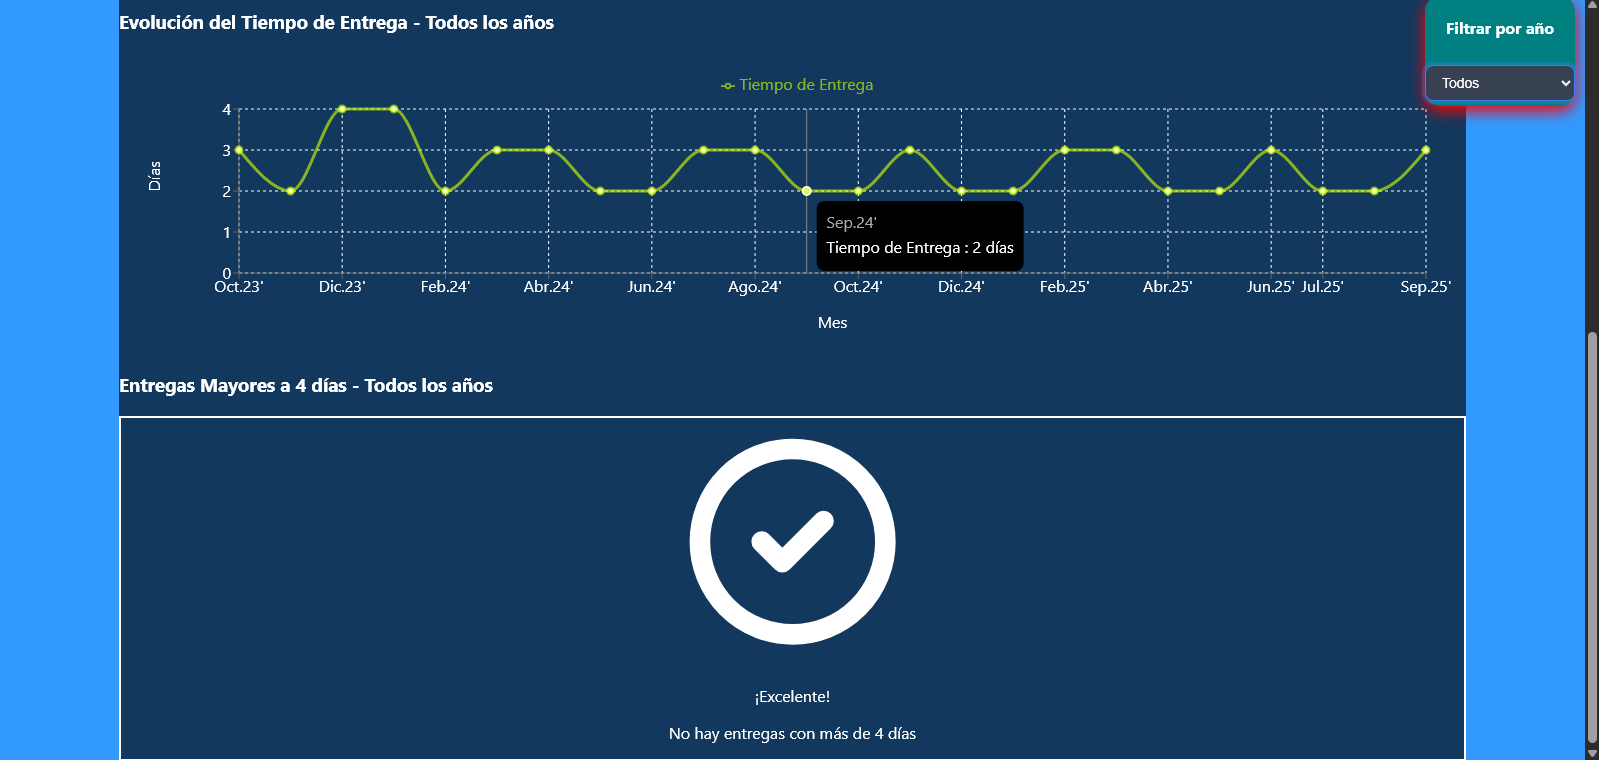 Evolución del Tiempo de Entrega - Todos los años
Filtrar por año
Todos
Tiempo de Entrega
4
3
2
1
0
Días
Sep.24'
Tiempo de Entrega : 2 días
Oct.23' Dic.23' Feb.24' Abr.24' Jun.24' Ago.24' Oct.24' Dic.24' Feb.25' Abr.25' Jun.25' Jul.25' Sep.25'
Mes
Entregas Mayores a 4 días - Todos los años
¡Excelente!
No hay entregas con más de 4 días